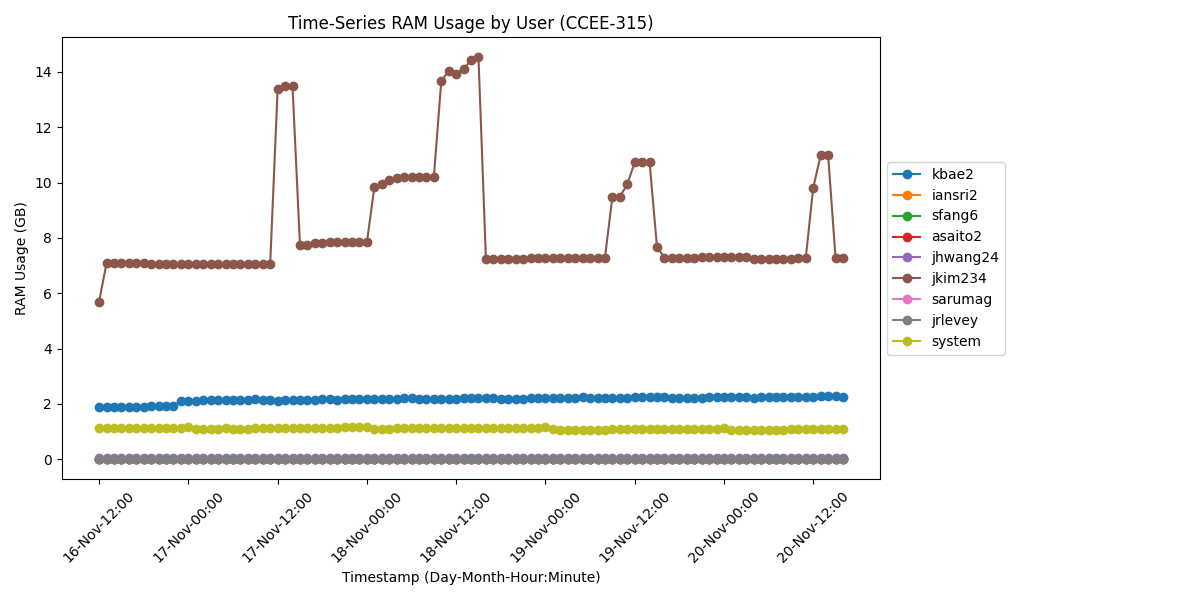 Time-Series RAM Usage by User (CCEE-315)
RAM Usage (GB)
14
12
10
8
6
4
2
0
16-Nov-12:00
17-Nov-00:00
17-Nov-12:00
18-Nov-00:00
18-Nov-12:00
19-Nov-00:00
19-Nov-12:00
20-Nov-00:00
20-Nov-12:00
Timestamp (Day-Month-Hour:Minute)
kbae2
iansri2
sfang6
asaito2
jhwang24
jkim234
sarumag
jrlevey
system